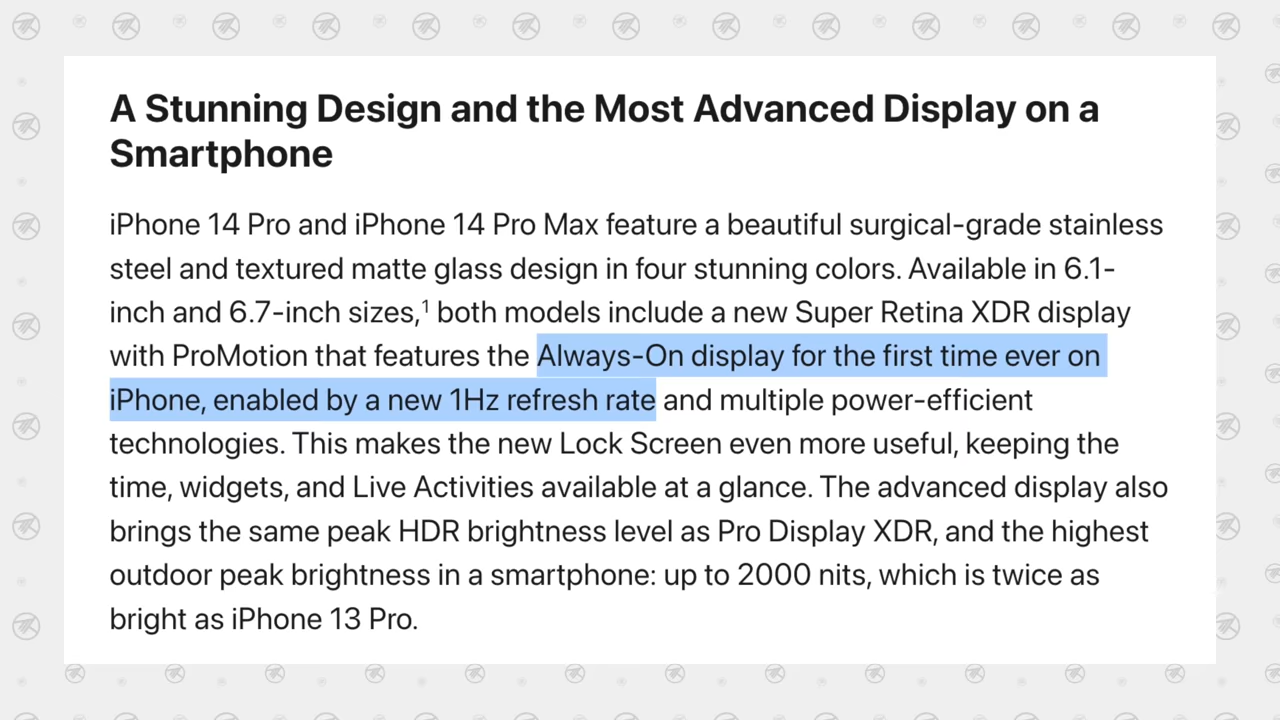 A Stunning Design and the Most Advanced Display on a
Smartphone
iPhone 14 Pro and iPhone 14 Pro Max feature a beautiful surgical-grade stainless
steel and textured matte glass design in four stunning colors. Available in 6.1-
inch and 6.7-inch sizes,¹ both models include a new Super Retina XDR display
with ProMotion that features the Always-On display for the first time ever on
iPhone, enabled by a new 1Hz refresh rate and multiple power-efficient
technologies. This makes the new Lock Screen even more useful, keeping the
time, widgets, and Live Activities available at a glance. The advanced display also
brings the same peak HDR brightness level as Pro Display XDR, and the highest
outdoor peak brightness in a smartphone: up to 2000 nits, which is twice as
bright as iPhone 13 Pro.